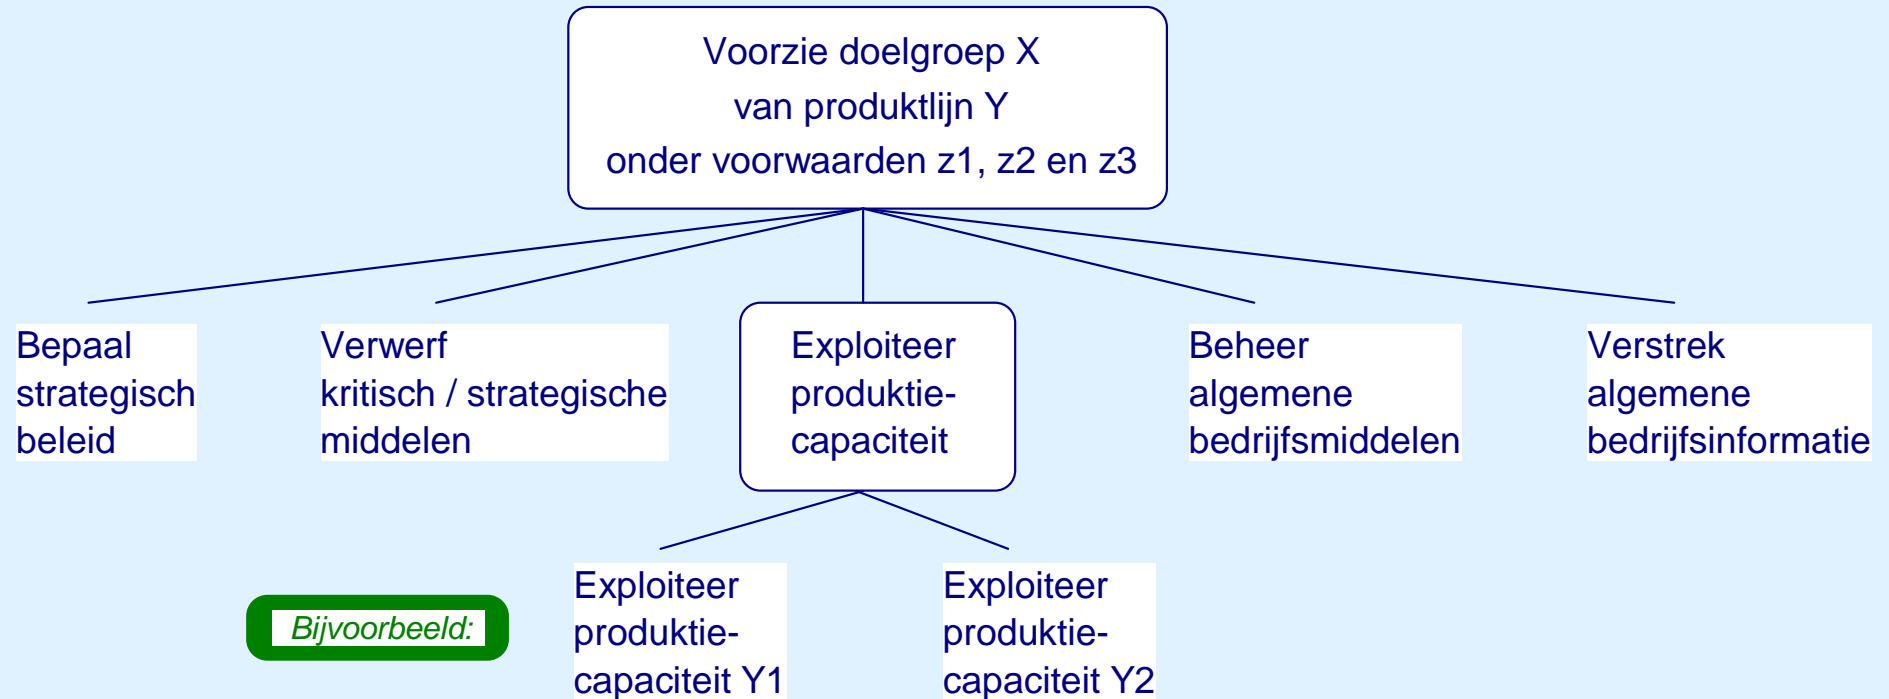 Voorzie doelgroep X
van produktlijn Y
onder voorwaarden z1, z2 en z3
Bepaal
strategisch
beleid
Verwerf
kritisch / strategische
middelen
Exploiteer
produktie-
capaciteit
Beheer
algemene
bedrijfsmiddelen
Verstrek
algemene
bedrijfsinformatie
Bijvoorbeeld:
Exploiteer
produktie-
capaciteit Y1
Exploiteer
produktie-
capaciteit Y2